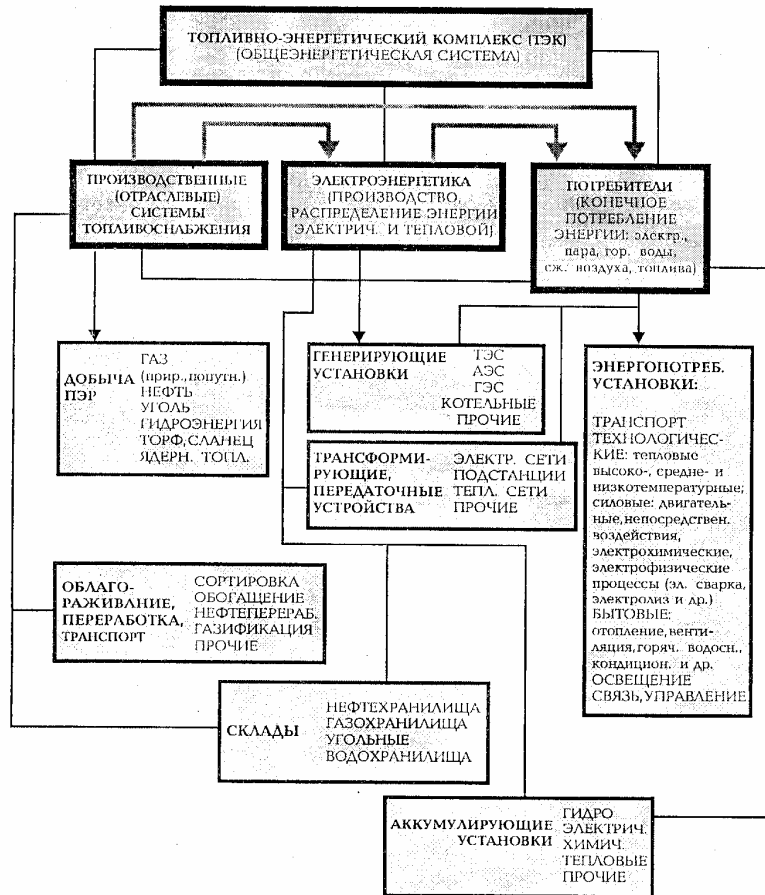 ТОПЛИВНО-ЭНЕРГЕТИЧЕСКИЙ КОМПЛЕКС (ТЭК)
(ОБЩЕЭНЕРГЕТИЧЕСКАЯ СИСТЕМА)
ПРОИЗВОДСТВЕННЫЕ
(ОТРАСЛЕВЫЕ)
СИСТЕМЫ
ТОПЛИВОСНАБЖЕНИЯ
ЭЛЕКТРОЭНЕРГЕТИКА
(ПРОИЗВОДСТВО,
РАСПРЕДЕЛЕНИЕ ЭНЕРГИИ
ЭЛЕКТРИЧ. И ТЕПЛОВОЙ)
ПОТРЕБИТЕЛИ
(КОНЕЧНОЕ
ПОТРЕБЛЕНИЕ
ЭНЕРГИИ: электр.,
пара, гор. воды,
сж. воздуха, топлива)
ДОБЫЧА
ПЭР
ГАЗ
(прир., попутн.)
НЕФТЬ
УГОЛЬ
ГИДРОЭНЕРГИЯ
ТОРФ, СЛАНЕЦ
ЯДЕРН. ТОПЛ.
ГЕНЕРИРУЮЩИЕ
УСТАНОВКИ
ТЭС
АЭС
ГЭС
КОТЕЛЬНЫЕ
ПРОЧИЕ
ТРАНСФОРМИ-
РУЮЩИЕ,
ПЕРЕДАТОЧНЫЕ
УСТРОЙСТВА
ЭЛЕКТР. СЕТИ
ПОДСТАНЦИИ
ТЕПЛ. СЕТИ
ПРОЧИЕ
ЭНЕРГОПОТРЕБ.
УСТАНОВКИ:
ТРАНСПОРТ
ТЕХНОЛОГИЧЕС-
КИЕ: тепловые
высоко-, средне- и
низкотемпературные;
силовые: двигатель-
ные, непосредствен.
воздействия,
электрохимические,
электрофизические
процессы (эл. сварка,
электролиз и др.)
БЫТОВЫЕ:
отопление, венти-
ляция, горяч. водосн.,
кондицион. и др.
ОСВЕЩЕНИЕ
СВЯЗЬ, УПРАВЛЕНИЕ
ОБЛАГО-
РАЖИВАНИЕ,
ПЕРЕРАБОТКА,
ТРАНСПОРТ
СОРТИРОВКА
ОБОГАЩЕНИЕ
НЕФТЕПЕРЕРАБ.
ГАЗИФИКАЦИЯ
ПРОЧИЕ
СКЛАДЫ
НЕФТЕХРАНИЛИЩА
ГАЗОХРАНИЛИЩА
УГОЛЬНЫЕ
ВОДОХРАНИЛИЩА
АККУМУЛИРУЮЩИЕ
УСТАНОВКИ
ГИДРО
ЭЛЕКТРИЧ.
ХИМИЧ.
ТЕПЛОВЫЕ
ПРОЧИЕ